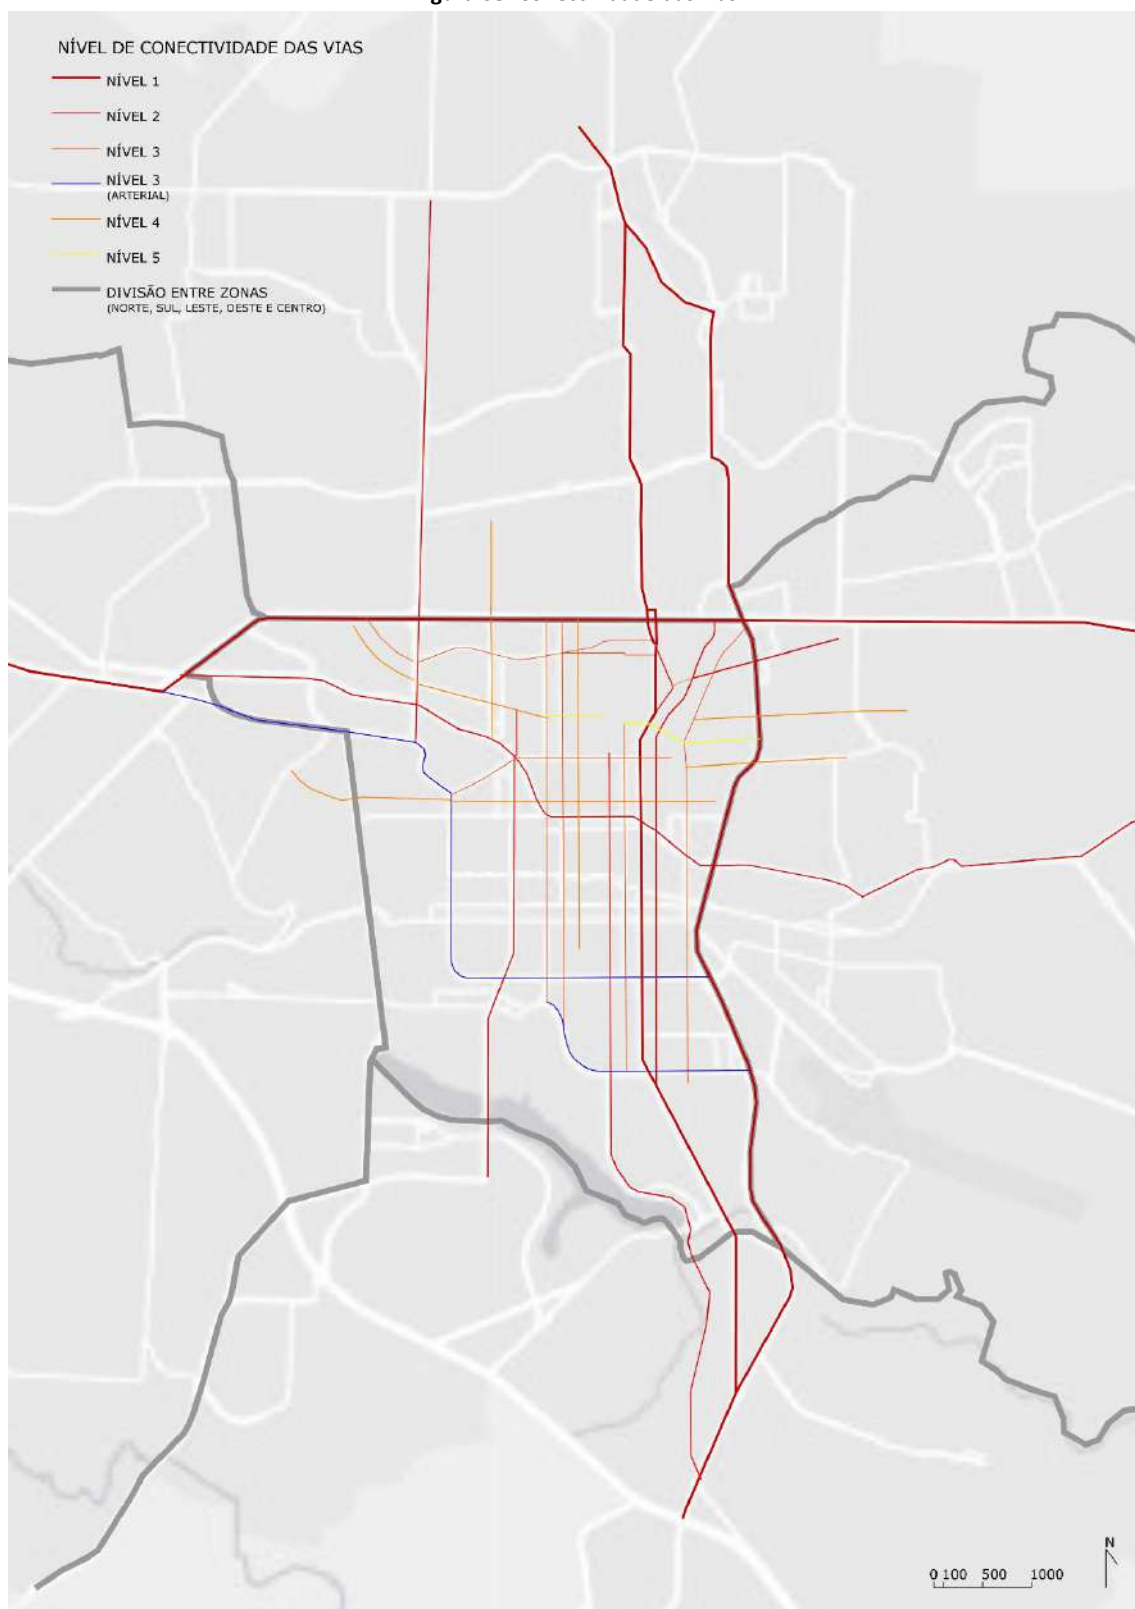 NÍVEL DE CONECTIVIDADE DAS VIAS
NÍVEL 1
NÍVEL 2
NÍVEL 3
NÍVEL 3
(ARTERIAL)
NÍVEL 4
NÍVEL 5
DIVISÃO ENTRE ZONAS
(NORTE, SUL, LESTE, OESTE E CENTRO)
N
0 100 500 1000